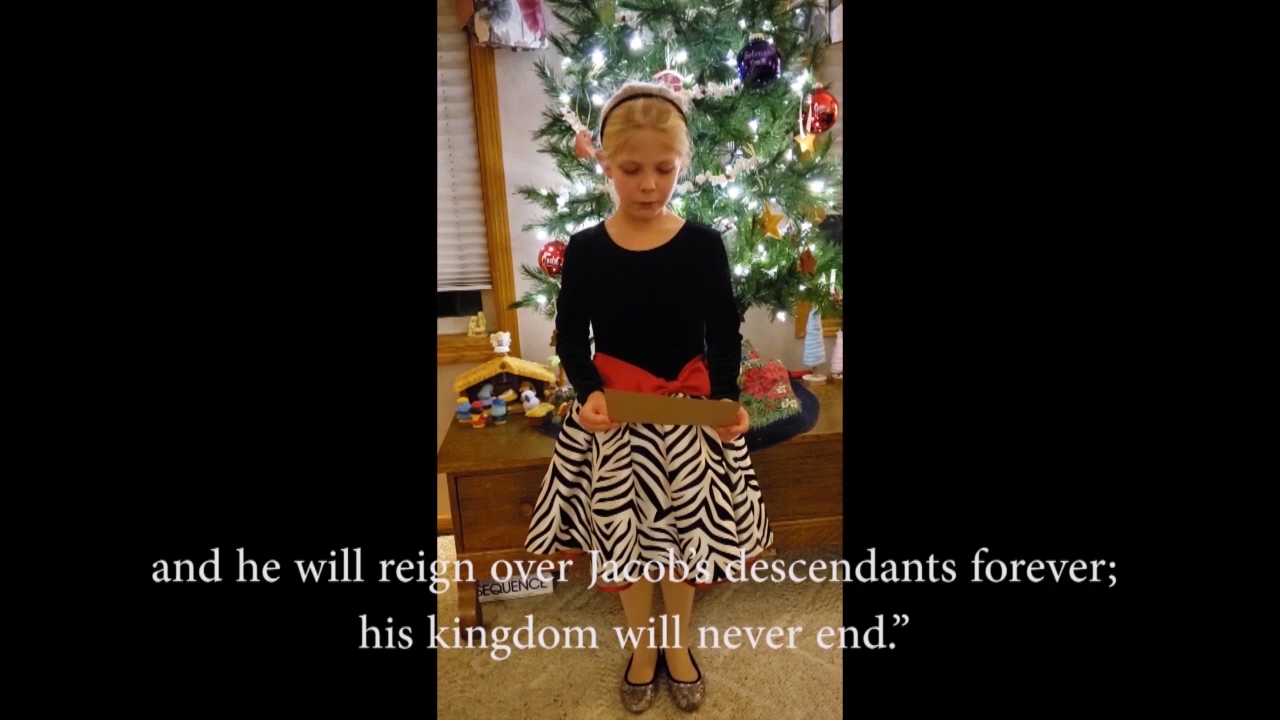 and he will reign over Jacob's descendants forever;
SEQUENCE
his kingdom will never end.”